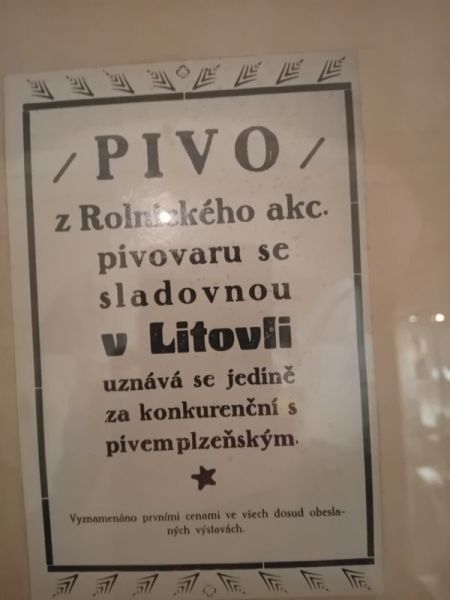 / PIVO /
z Rolnického akc.
pivovaru se
sladovnou
v Litovli
uznává se jedině
za konkurenční s
pivem plzeňským.
Vyznamenáno prvními cenami ve všech dosud obesla-
ných výstavách.